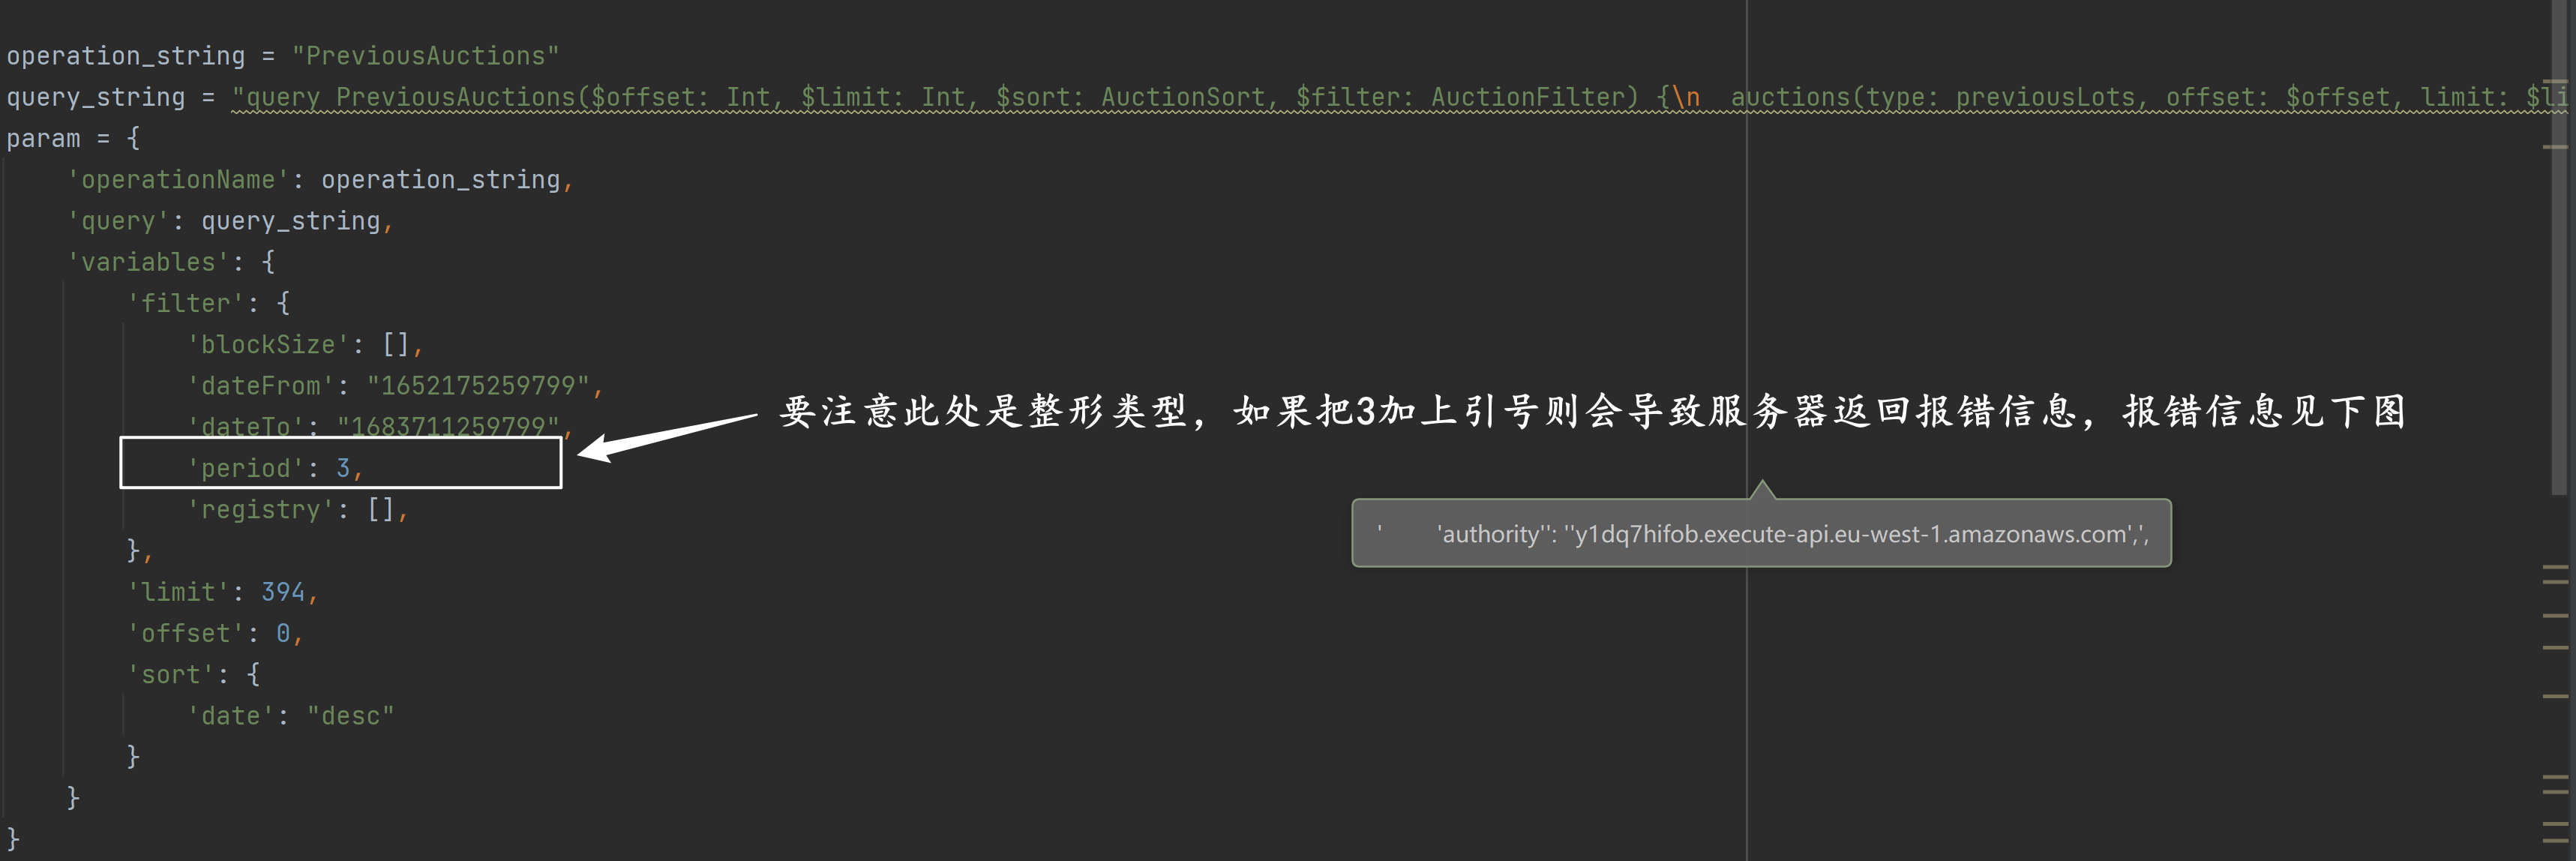 operation_string = "PreviousAuctions"
query_string = "query PreviousAuctions($offset: Int, $limit: Int, $sort: AuctionSort, $filter: AuctionFilter) {\n  auctions(type: previousLots, offset: $offset, limit: $li
param = {
    'operationName': operation_string,
    'query': query_string,
    'variables': {
        'filter': {
            'blockSize': [],
            'dateFrom': "1652175259799",
            'dateTo': "1683711259799",
要注意此处是整形类型，如果把3加上引号则会导致服务器返回报错信息，报错信息见下图
            'period': 3,
            'registry': [],
'        'authority'': ''y1dq7hifob.execute-api.eu-west-1.amazonaws.com',',
        },
        'limit': 394,
        'offset': 0,
        'sort': {
            'date': "desc"
        }
    }
}